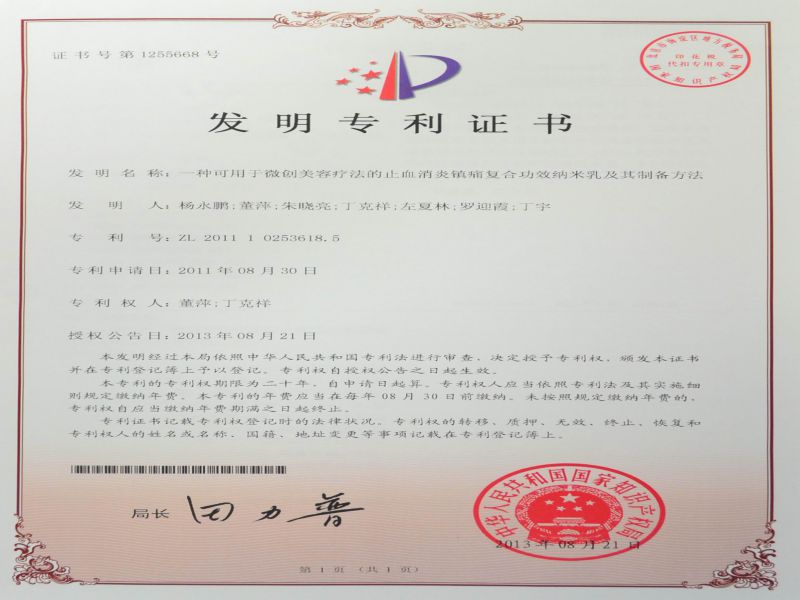 证书号第1255668号
印花税
代扣专用章
国家知识产权局
发明专利证书
发明名称：一种可用于微创美容疗法的止血消炎镇痛复合功效纳米乳及其制备方法
发明人：杨永鹏;董萍;朱晓亮;丁克祥;左夏林;罗迎霞;丁宇
专利号：ZL 2011 1 0253618.5
专利申请日：2011年08月30日
专利权人：董萍;丁克祥
授权公告日：2013年08月21日
本发明经过本局依照中华人民共和国专利法进行审查，决定授予专利权，颁发本证书
并在专利登记簿上予以登记。专利权自授权公告之日起生效。
本专利的专利权期限为二十年，自申请日起算。专利权人应当依照专利法及其实施细
则规定缴纳年费。本专利的年费应当在每年08月30日前缴纳。未按照规定缴纳年费的，
专利权自应当缴纳年费期满之日起终止。
专利证书记载专利权登记时的法律状况。专利权的转移、质押、无效、终止、恢复和
专利权人的姓名或名称、国籍、地址变更等事项记载在专利登记簿上。
局长 田力普
中华人民共和国国家知识产权局
2013年08月21日
第1页（共1页）